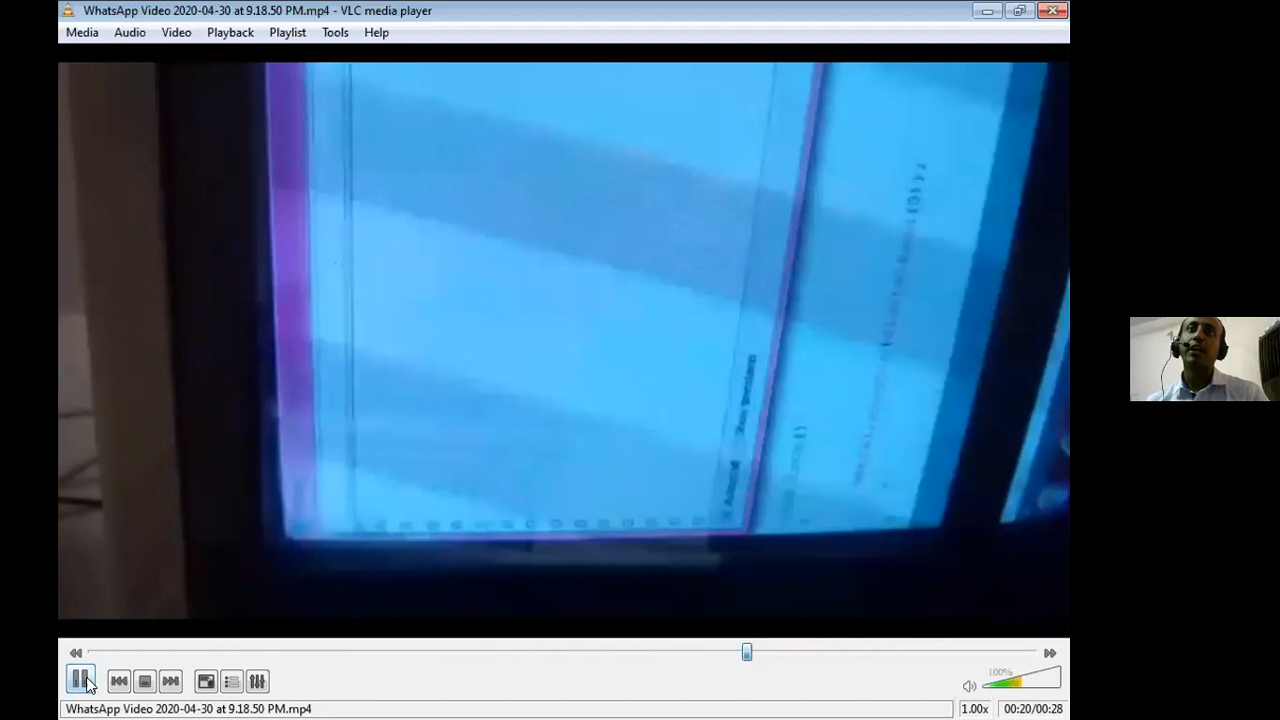 WhatsApp Video 2020-04-30 at 9.18.50 PM.mp4 - VLC media player
Media Audio Video Playback Playlist Tools Help
100%
WhatsApp Video 2020-04-30 at 9.18.50 PM.mp4 1.00x 00:20/00:28